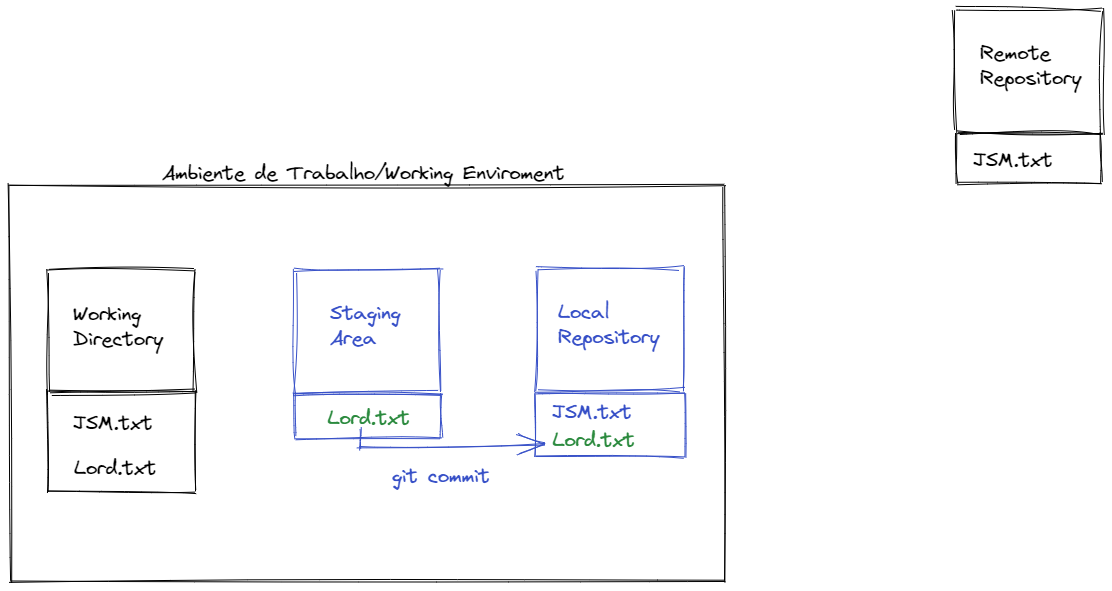 Remote
Repository
JSM.txt
Ambiente de Trabalho/Working Enviroment
Working
Directory
JSM.txt
Lord.txt
Staging
Area
Lord.txt
Local
Repository
JSM.txt
Lord.txt
git commit